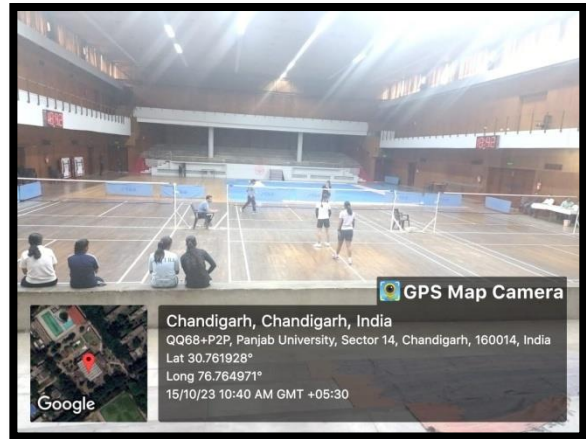 GPS Map Camera
Chandigarh, Chandigarh, India
QQ68+P2P, Panjab University, Sector 14, Chandigarh, 160014, India
Lat 30.761928°
Long 76.764971°
15/10/23 10:40 AM GMT +05:30
Google